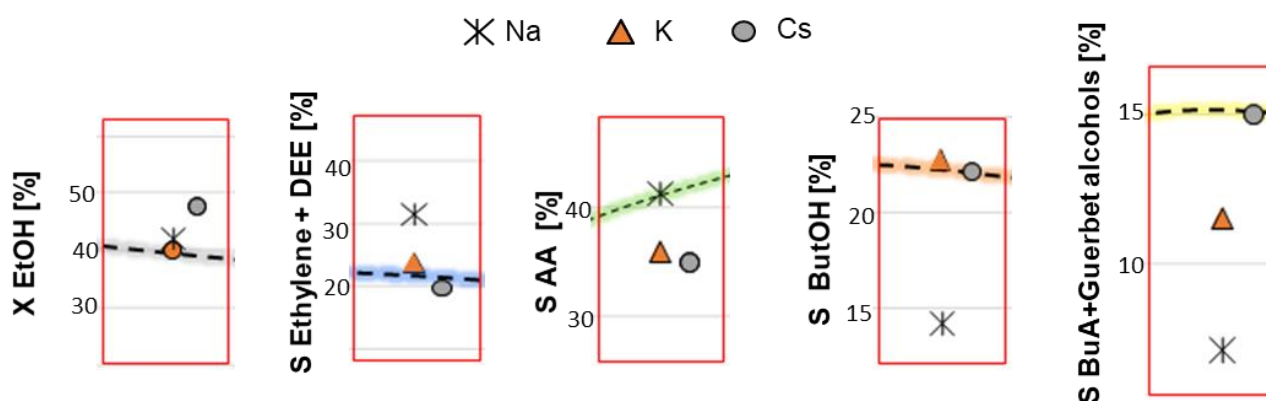 Na K Cs
X EtOH [%]
50
40
30
S Ethylene + DEE [%]
40
30
20
S AA [%]
40
30
S ButOH [%]
25
20
15
S BuA+Guerbet alcohols [%]
15
10